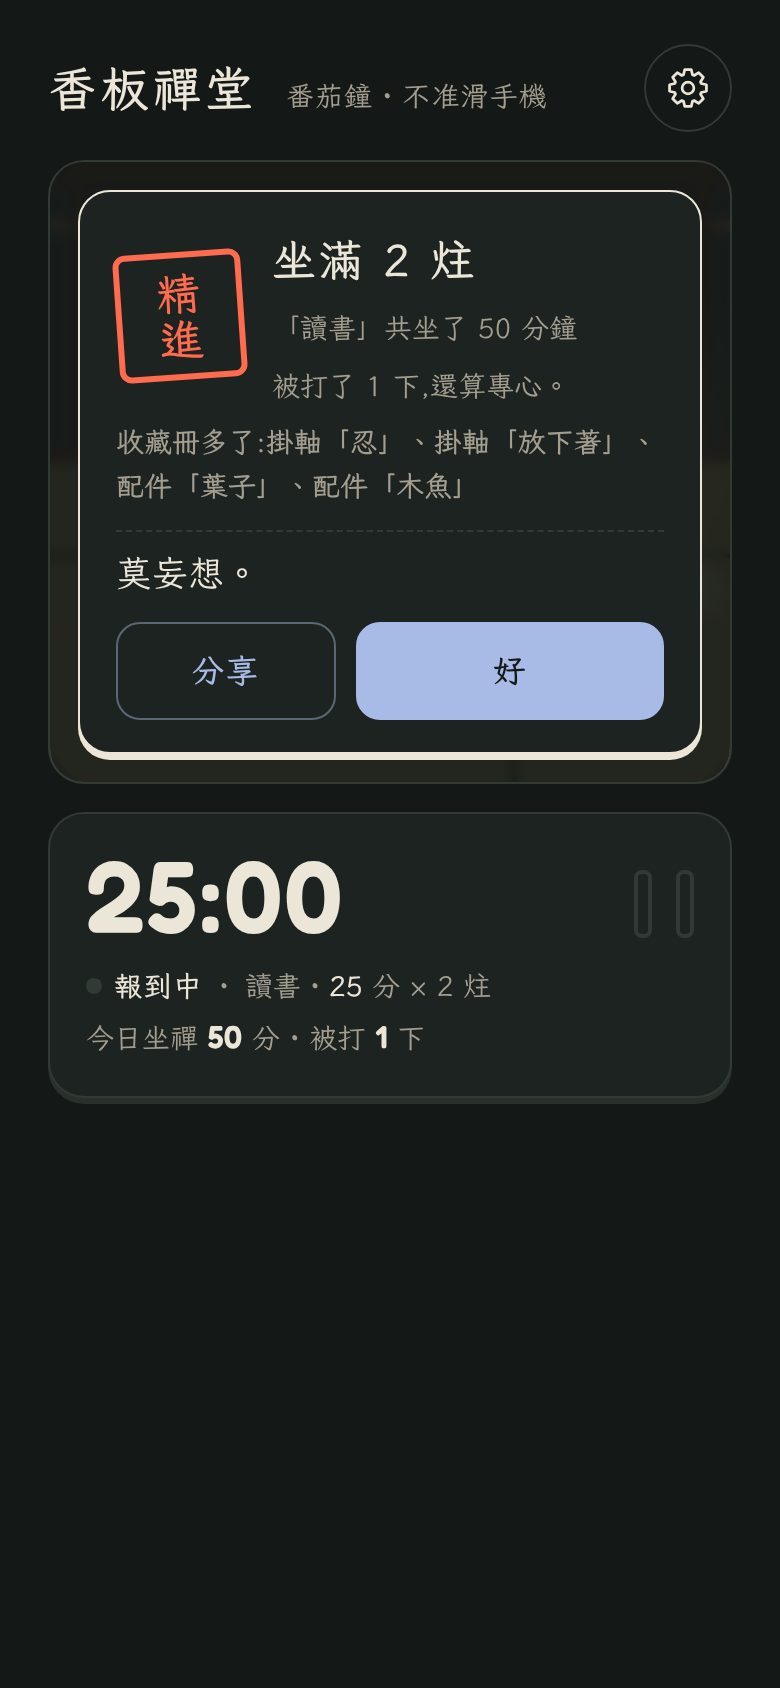 香板禪堂 番茄鐘・不准滑手機
精進
坐滿 2 炷
「讀書」共坐了 50 分鐘
被打了 1 下,還算專心。
收藏冊多了:掛軸「忍」、掛軸「放下著」、
配件「葉子」、配件「木魚」
莫妄想。
分享
好
25:00
報到中 ・ 讀書・25 分 × 2 炷
今日坐禪 50 分・被打 1 下